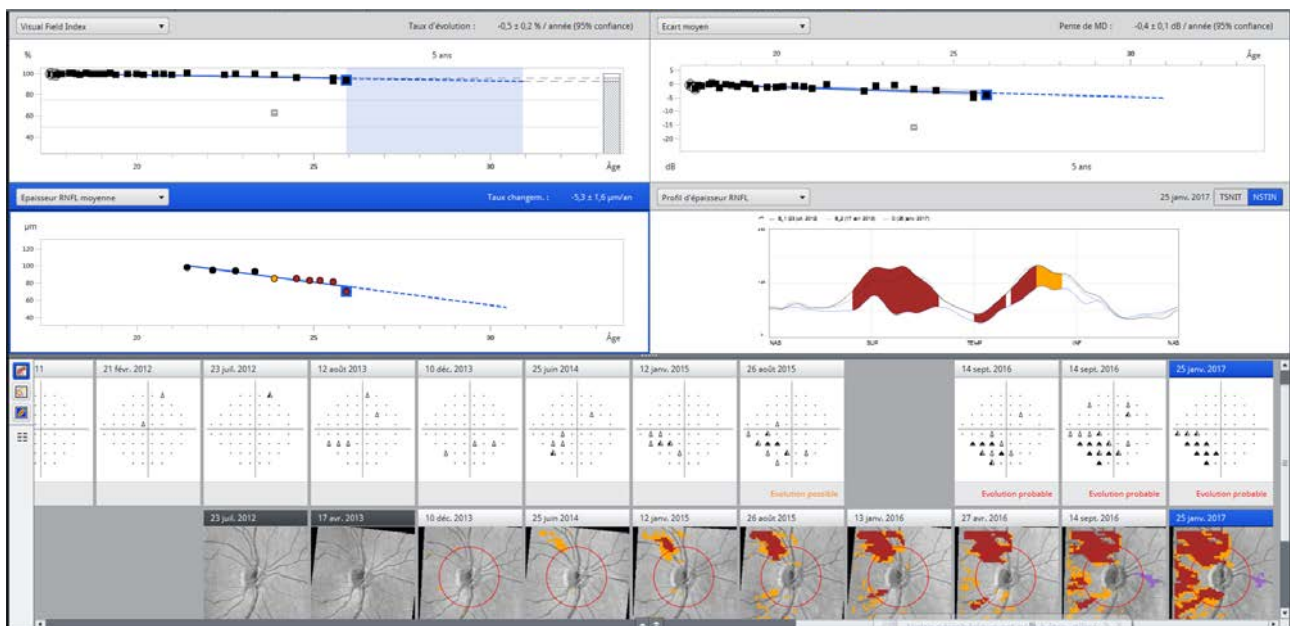 Visual Field Index
Taux d'évolution : -0,5 ± 0,2 % / année (95% confiance)
%
5 ans
100
80
60
40
20
25
30
Âge
Ecart moyen
Pente de MD : -0,4 ± 0,1 dB / année (95% confiance)
20
25
30
Âge
5
0
-5
-10
-15
-20
dB
5 ans
Epaisseur RNFL moyenne
Taux changem. : -5,3 ± 1,6 µm/an
µm
120
100
80
60
40
20
25
30
Âge
Profil d'épaisseur RNFL
25 janv. 2017
TSNIT
NSTIN
NAS
SUP
TEMP
INF
NAS
11
21 févr. 2012
23 juil. 2012
12 août 2013
10 déc. 2013
25 juin 2014
12 janv. 2015
26 août 2015
14 sept. 2016
14 sept. 2016
25 janv. 2017
Evolution possible
Evolution probable
Evolution probable
Evolution probable
23 juil. 2012
17 avr. 2013
10 déc. 2013
25 juin 2014
12 janv. 2015
26 août 2015
13 janv. 2016
27 avr. 2016
14 sept. 2016
25 janv. 2017